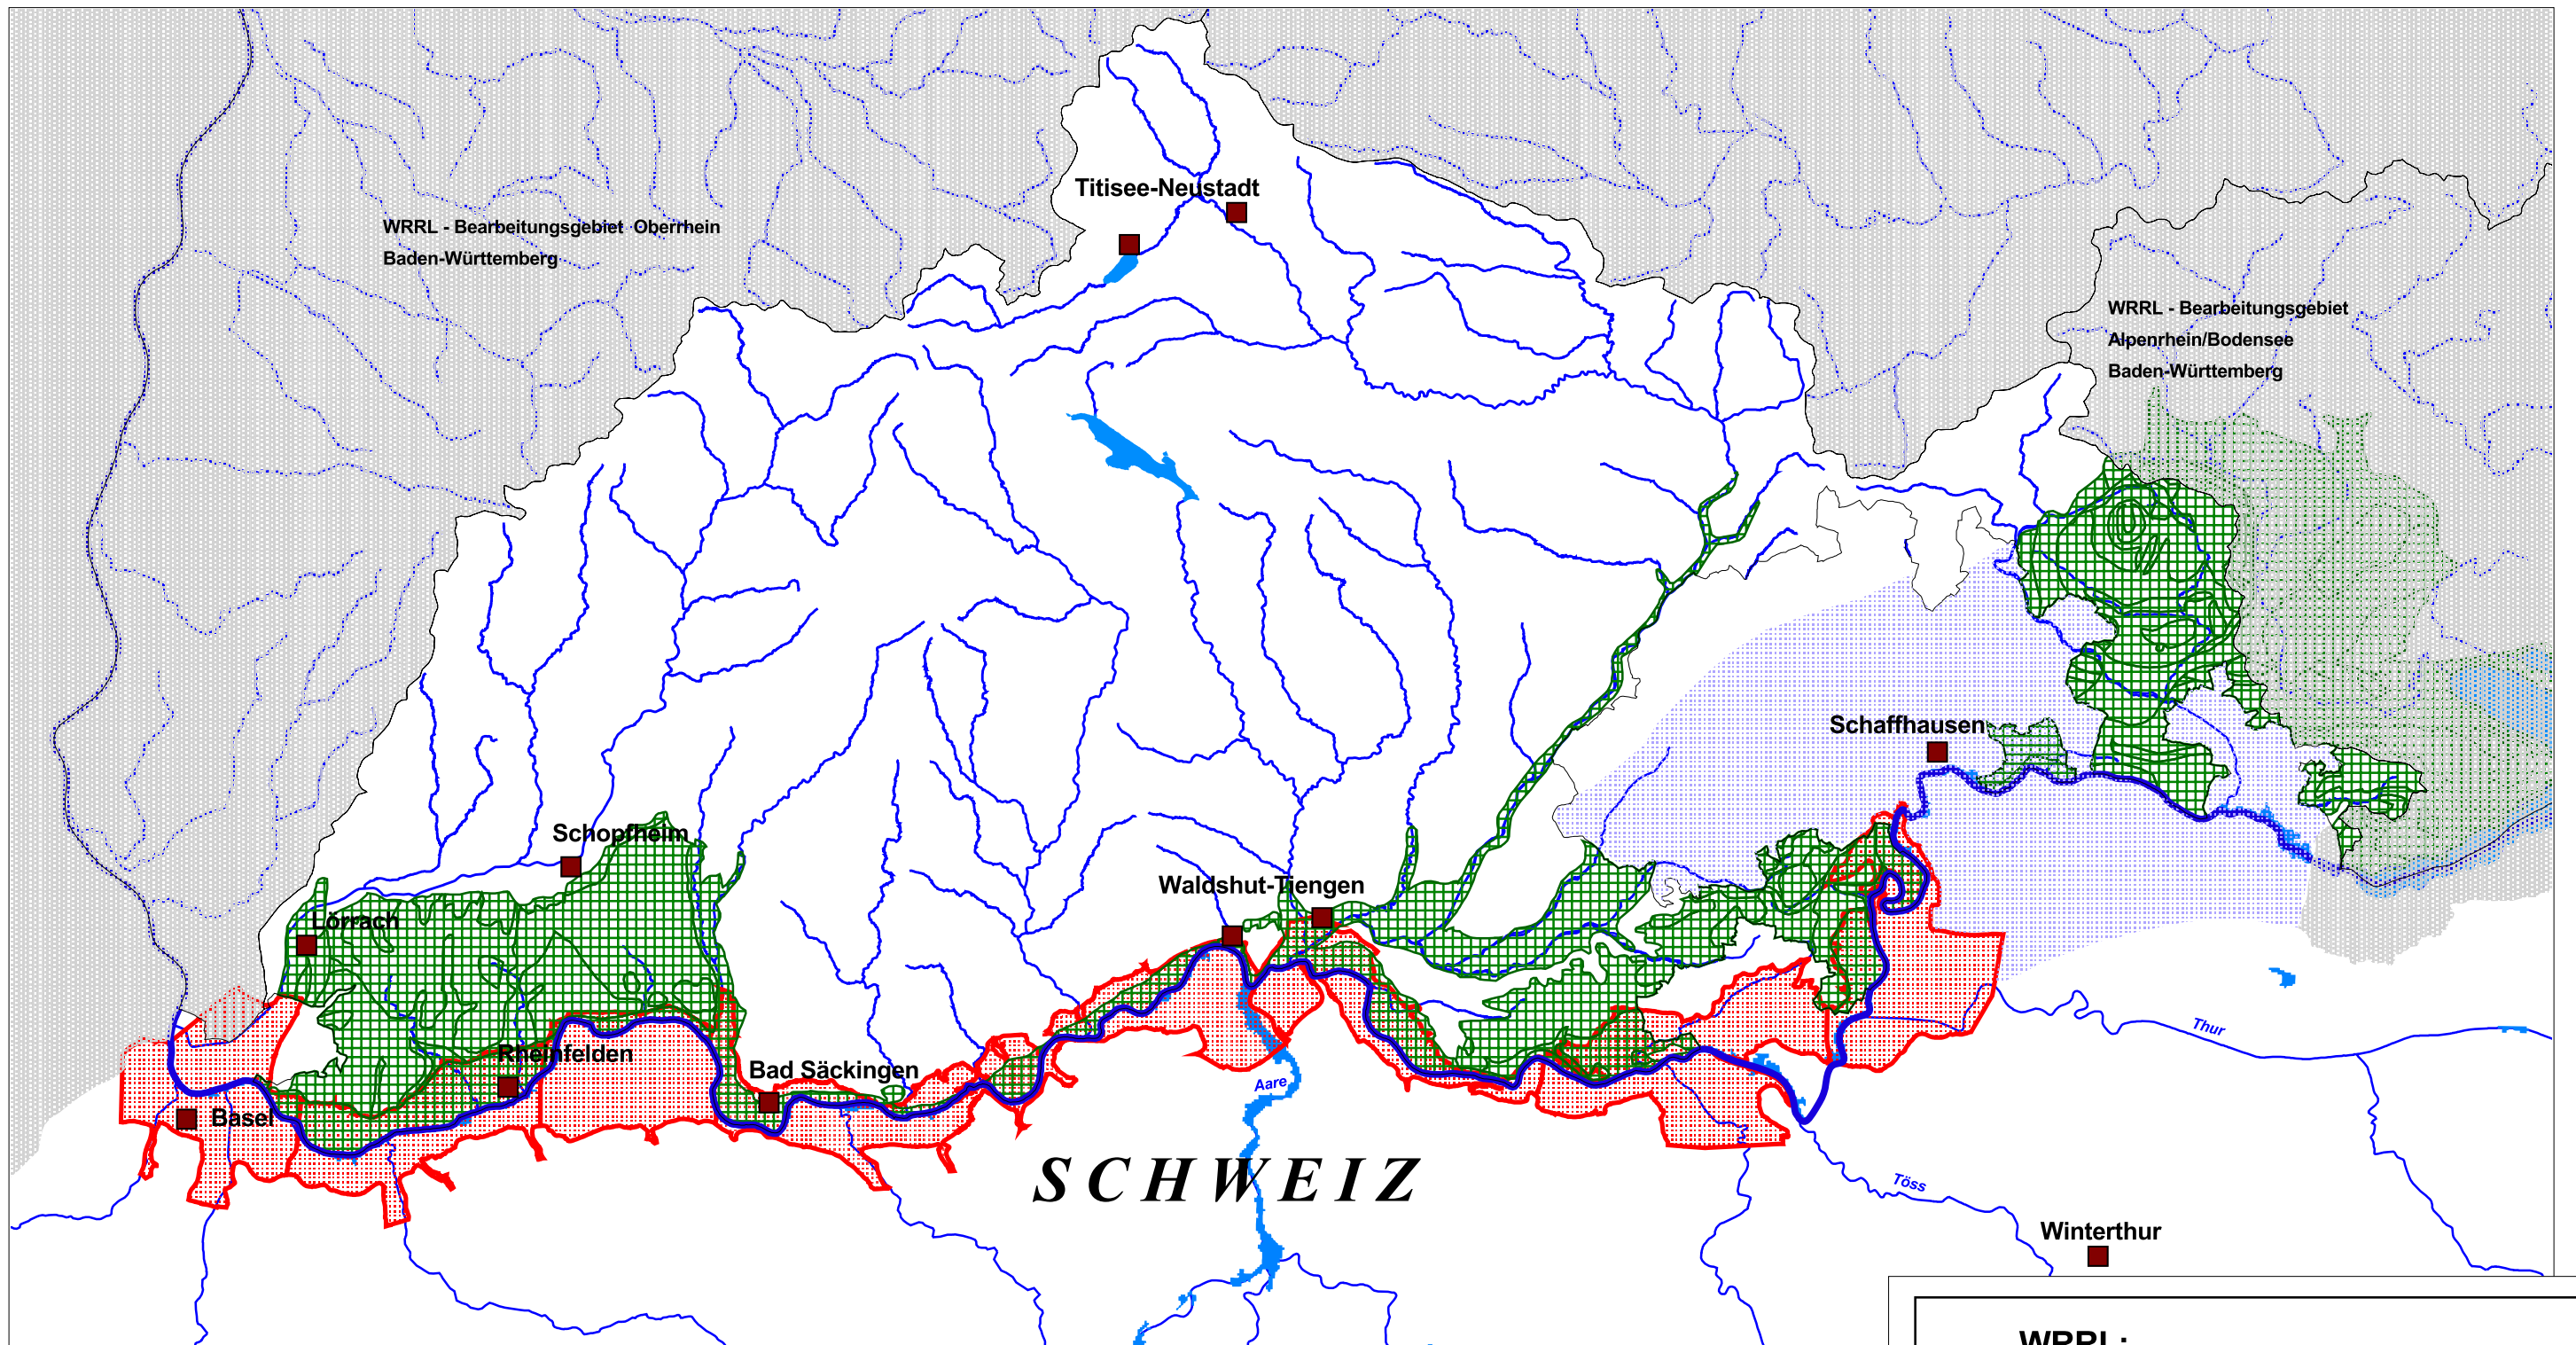 Titisee-Neustadt
WRRL - Bearbeitungsgebiet Oberrhein
Baden-Württemberg
WRRL - Bearbeitungsgebiet
Alpenrhein/Bodensee
Baden-Württemberg
Schaffhausen
Schopfheim
Waldshut-Tiengen
Lörrach
Thur
Rheinfelden
Bad Säckingen
Aare
Basel
SCHWEIZ
Töss
Winterthur
WRRL: